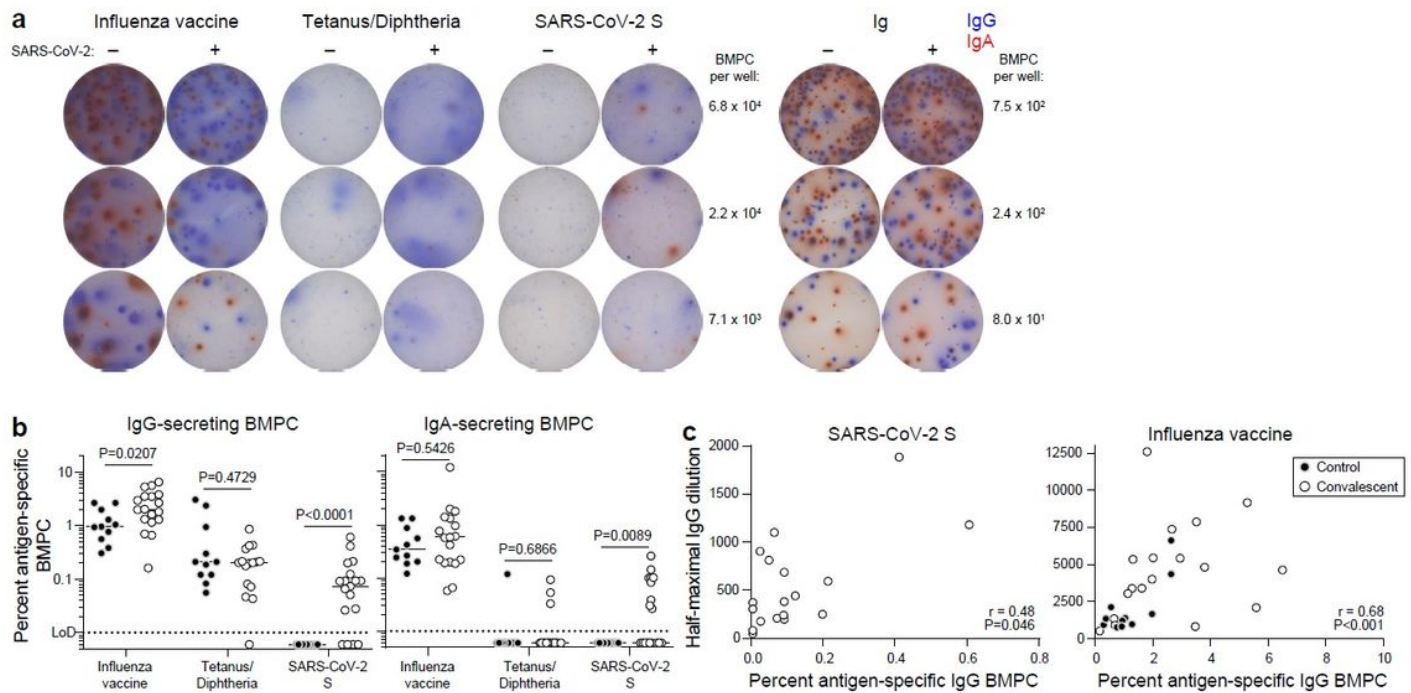 a
Influenza vaccine Tetanus/Diphtheria SARS-CoV-2 S Ig IgG
IgA
SARS-CoV-2: – + – + – + – +
BMPC
per well:
BMPC
per well:
6.8 x 10⁴ 7.5 x 10²
2.2 x 10⁴ 2.4 x 10²
7.1 x 10³ 8.0 x 10¹
b
IgG-secreting BMPC IgA-secreting BMPC
Percent antigen-specific
BMPC
10
1
0.1
LoD
P=0.0207
P=0.4729
P<0.0001
P=0.5426
P=0.6866
P=0.0089
Influenza
vaccine
Tetanus/
Diphtheria
SARS-CoV-2
S
Influenza
vaccine
Tetanus/
Diphtheria
SARS-CoV-2
S
c
SARS-CoV-2 S
Half-maximal IgG dilution
2000
1500
1000
500
0
0.0 0.2 0.4 0.6 0.8
r = 0.48
P=0.046
Percent antigen-specific IgG BMPC
Influenza vaccine
12500
10000
7500
5000
2500
0
0 2 4 6 8 10
Control
Convalescent
r = 0.68
P<0.001
Percent antigen-specific IgG BMPC